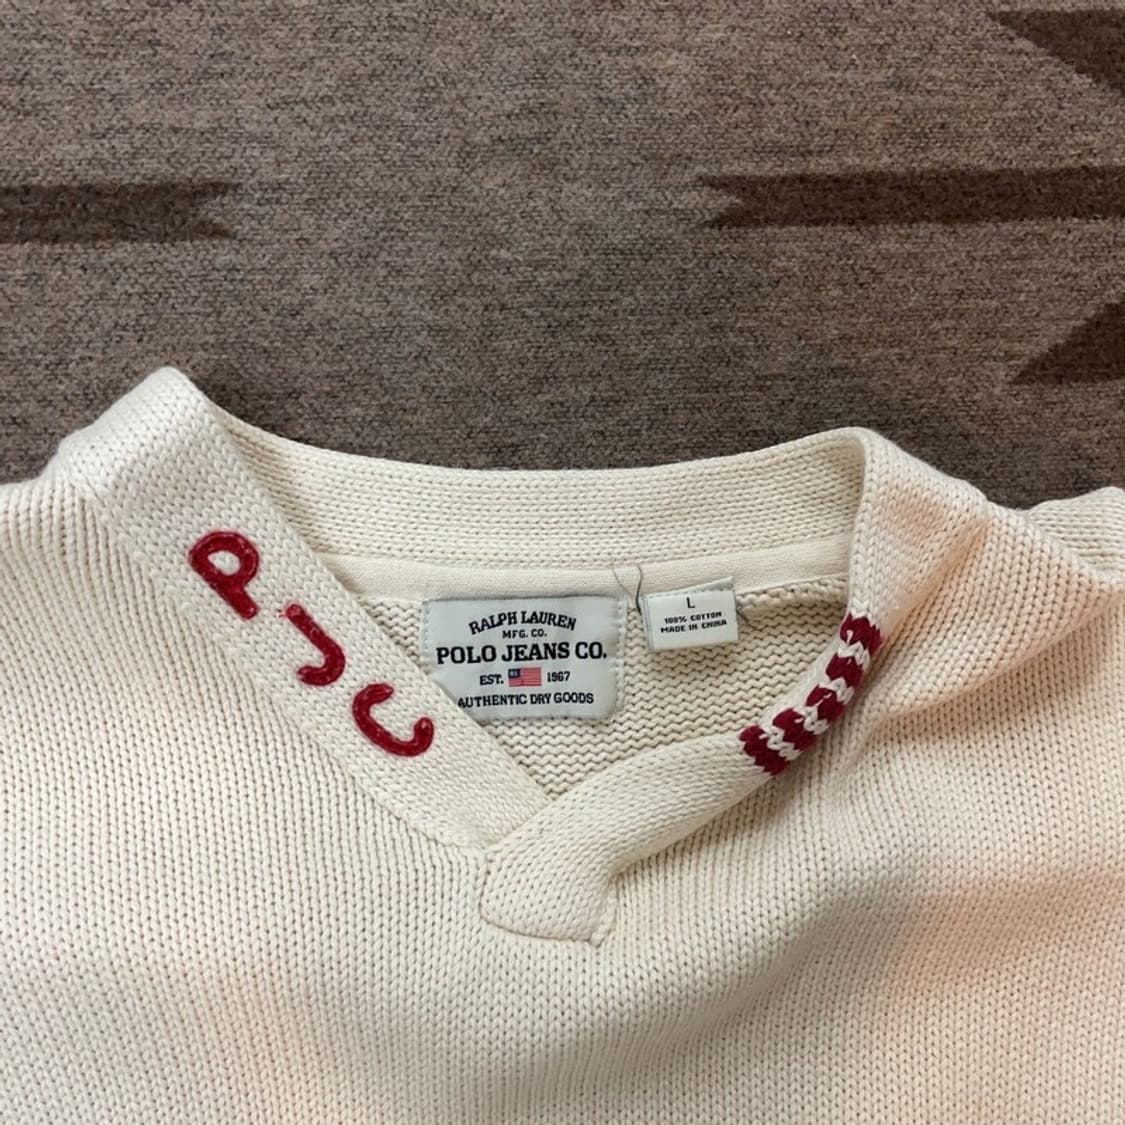 PJC
RALPH LAUREN
MFG. CO.
POLO JEANS CO.
EST. 1967
AUTHENTIC DRY GOODS
L
100% COTTON
MADE IN CHINA